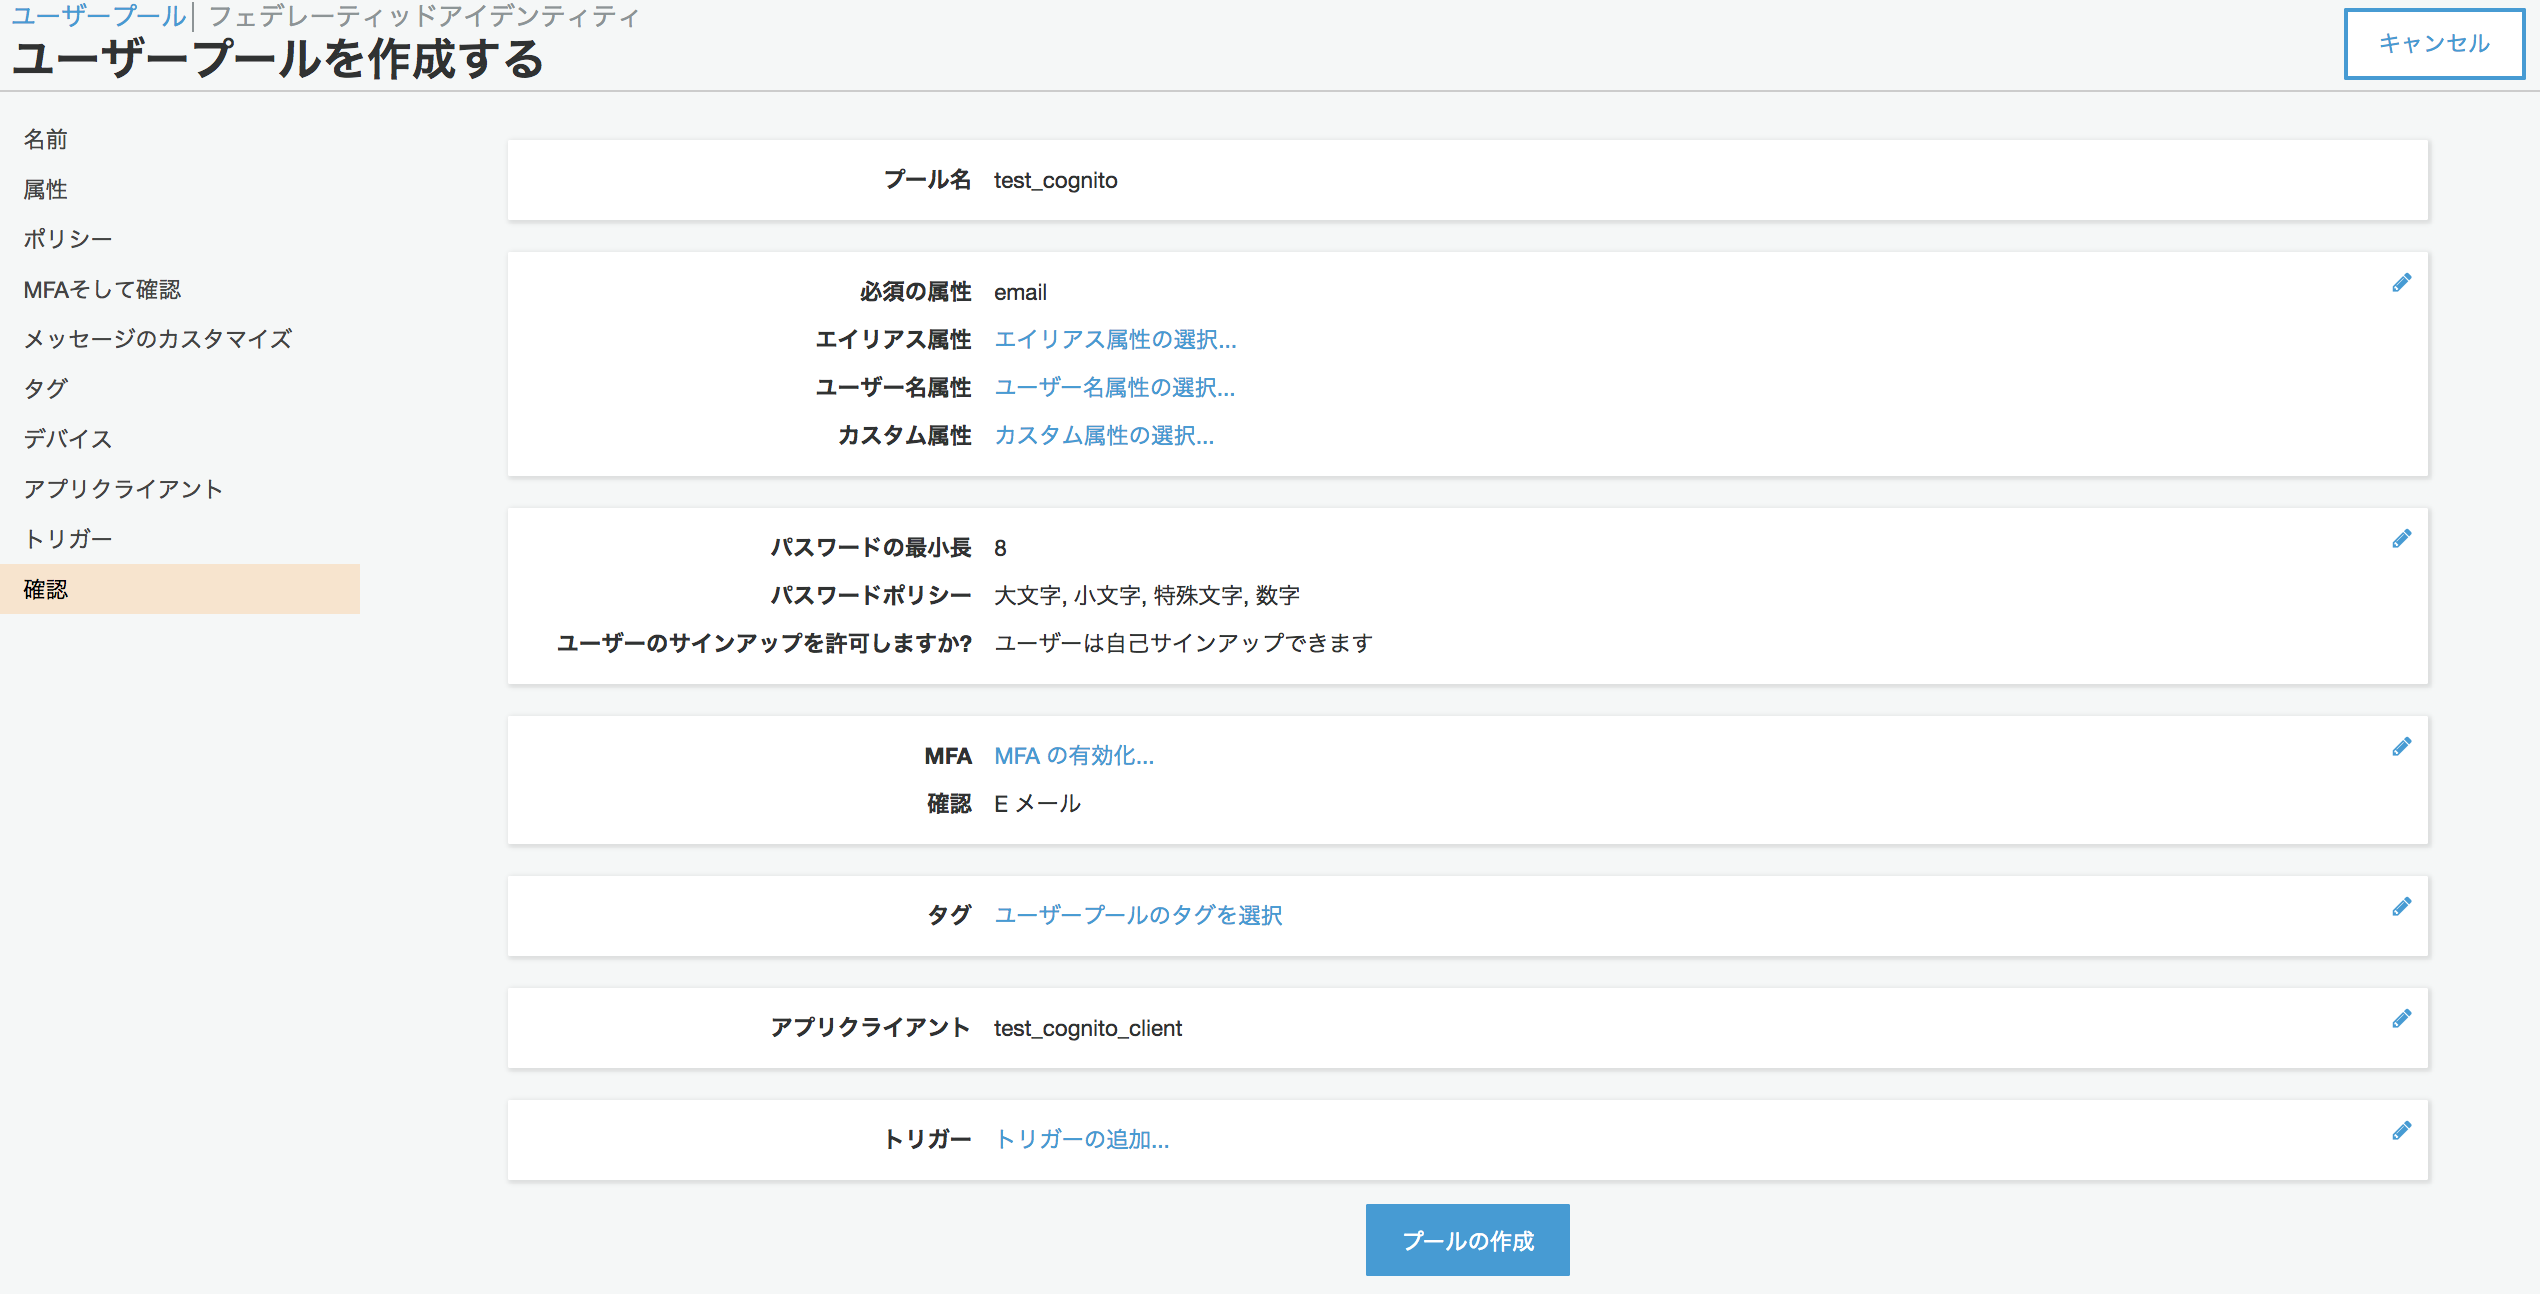 ユーザープール| フェデレーティッドアイデンティティ
ユーザープールを作成する
キャンセル
名前
属性
ポリシー
MFAそして確認
メッセージのカスタマイズ
タグ
デバイス
アプリクライアント
トリガー
確認
プール名 test_cognito
必須の属性 email
エイリアス属性 エイリアス属性の選択...
ユーザー名属性 ユーザー名属性の選択...
カスタム属性 カスタム属性の選択...
パスワードの最小長 8
パスワードポリシー 大文字, 小文字, 特殊文字, 数字
ユーザーのサインアップを許可しますか? ユーザーは自己サインアップできます
MFA MFA の有効化...
確認 E メール
タグ ユーザープールのタグを選択
アプリクライアント test_cognito_client
トリガー トリガーの追加...
プールの作成